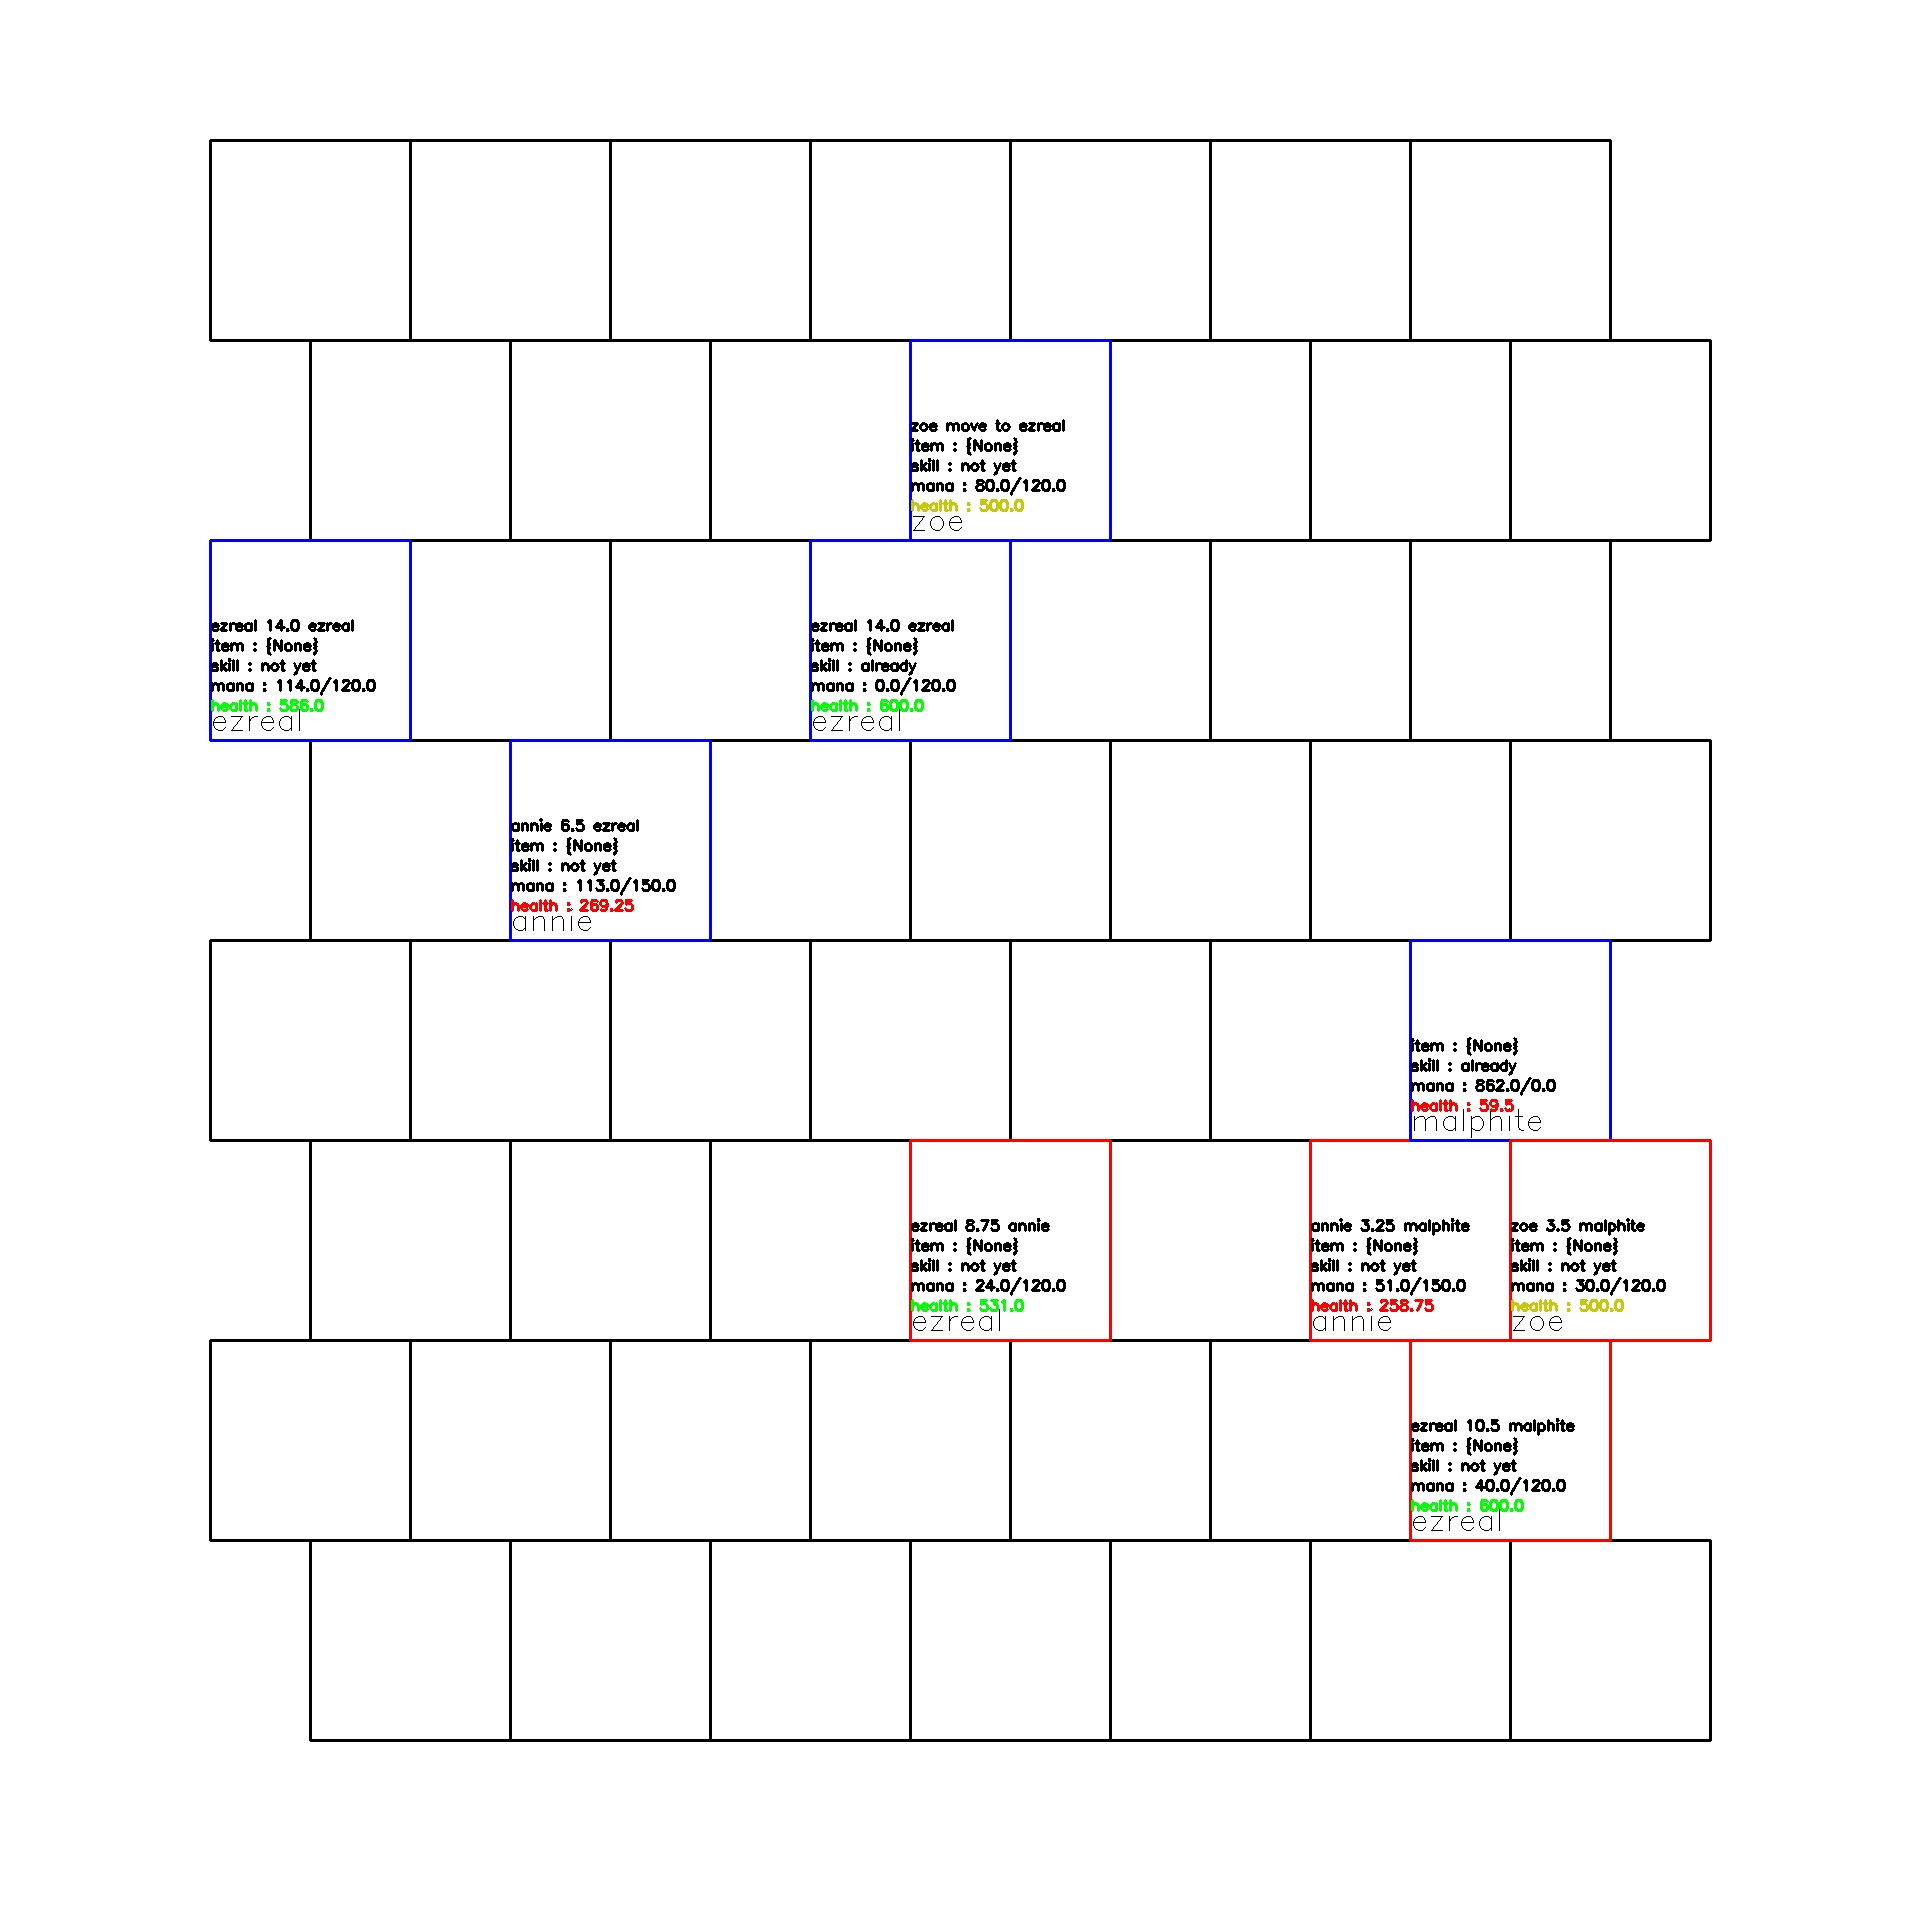 zoe move to ezreal
item : {None}
skill : not yet
mana : 80.0/120.0
health : 500.0
zoe
ezreal 14.0 ezreal
item : {None}
skill : not yet
mana : 114.0/120.0
health : 586.0
ezreal
ezreal 14.0 ezreal
item : {None}
skill : already
mana : 0.0/120.0
health : 600.0
ezreal
annie 6.5 ezreal
item : {None}
skill : not yet
mana : 113.0/150.0
health : 269.25
annie
item : {None}
skill : already
mana : 862.0/0.0
health : 59.5
malphite
ezreal 8.75 annie
item : {None}
skill : not yet
mana : 24.0/120.0
health : 531.0
ezreal
annie 3.25 malphite
item : {None}
skill : not yet
mana : 51.0/150.0
health : 258.75
annie
zoe 3.5 malphite
item : {None}
skill : not yet
mana : 30.0/120.0
health : 500.0
zoe
ezreal 10.5 malphite
item : {None}
skill : not yet
mana : 40.0/120.0
health : 600.0
ezreal